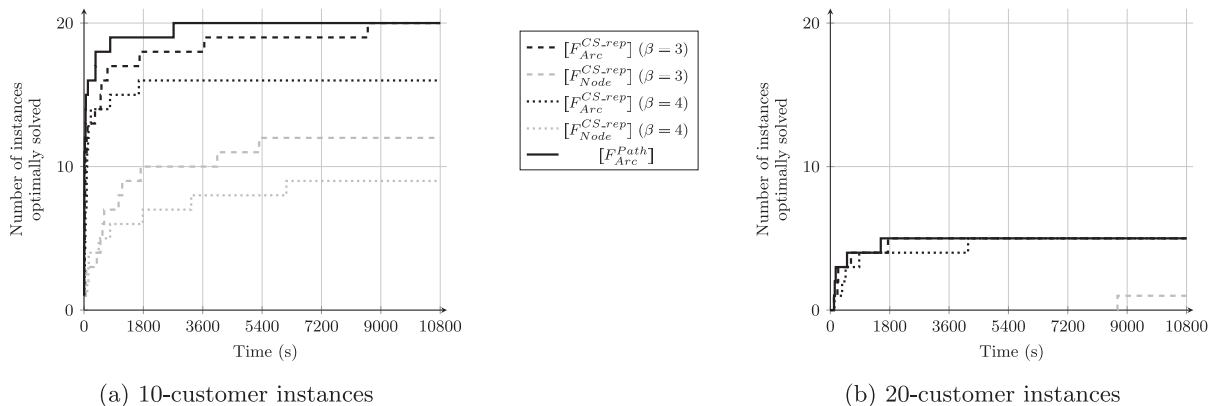 Number of instances
optimally solved
20
10
0
0 1800 3600 5400 7200 9000 10800
Time (s)
(a) 10-customer instances
[F_{Arc}^{CS_rep}] (β = 3)
[F_{Node}^{CS_rep}] (β = 3)
[F_{Arc}^{CS_rep}] (β = 4)
[F_{Node}^{CS_rep}] (β = 4)
[F_{Arc}^{Path}]
Number of instances
optimally solved
20
10
0
0 1800 3600 5400 7200 9000 10800
Time (s)
(b) 20-customer instances